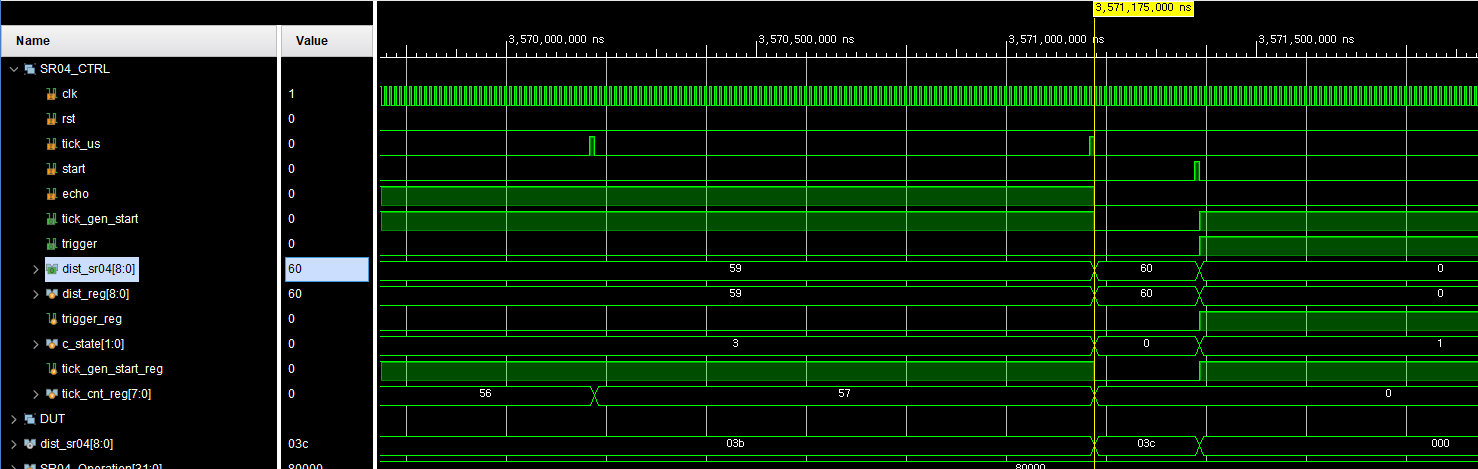 3,571,175,000 ns
Name Value 3,570,000,000 ns 3,570,500,000 ns 3,571,000,000 ns 3,571,500,000 ns
SR04_CTRL
clk 1
rst 0
tick_us 0
start 0
echo 0
tick_gen_start 0
trigger 0
dist_sr04[8:0] 60 59 60 0
dist_reg[8:0] 60 59 60 0
trigger_reg 0
c_state[1:0] 0 3 0 1
tick_gen_start_reg 0
tick_cnt_reg[7:0] 0 56 57 0
DUT
dist_sr04[8:0] 03c 03b 03c 000
SR04_Operation[31:0] 80000 80000